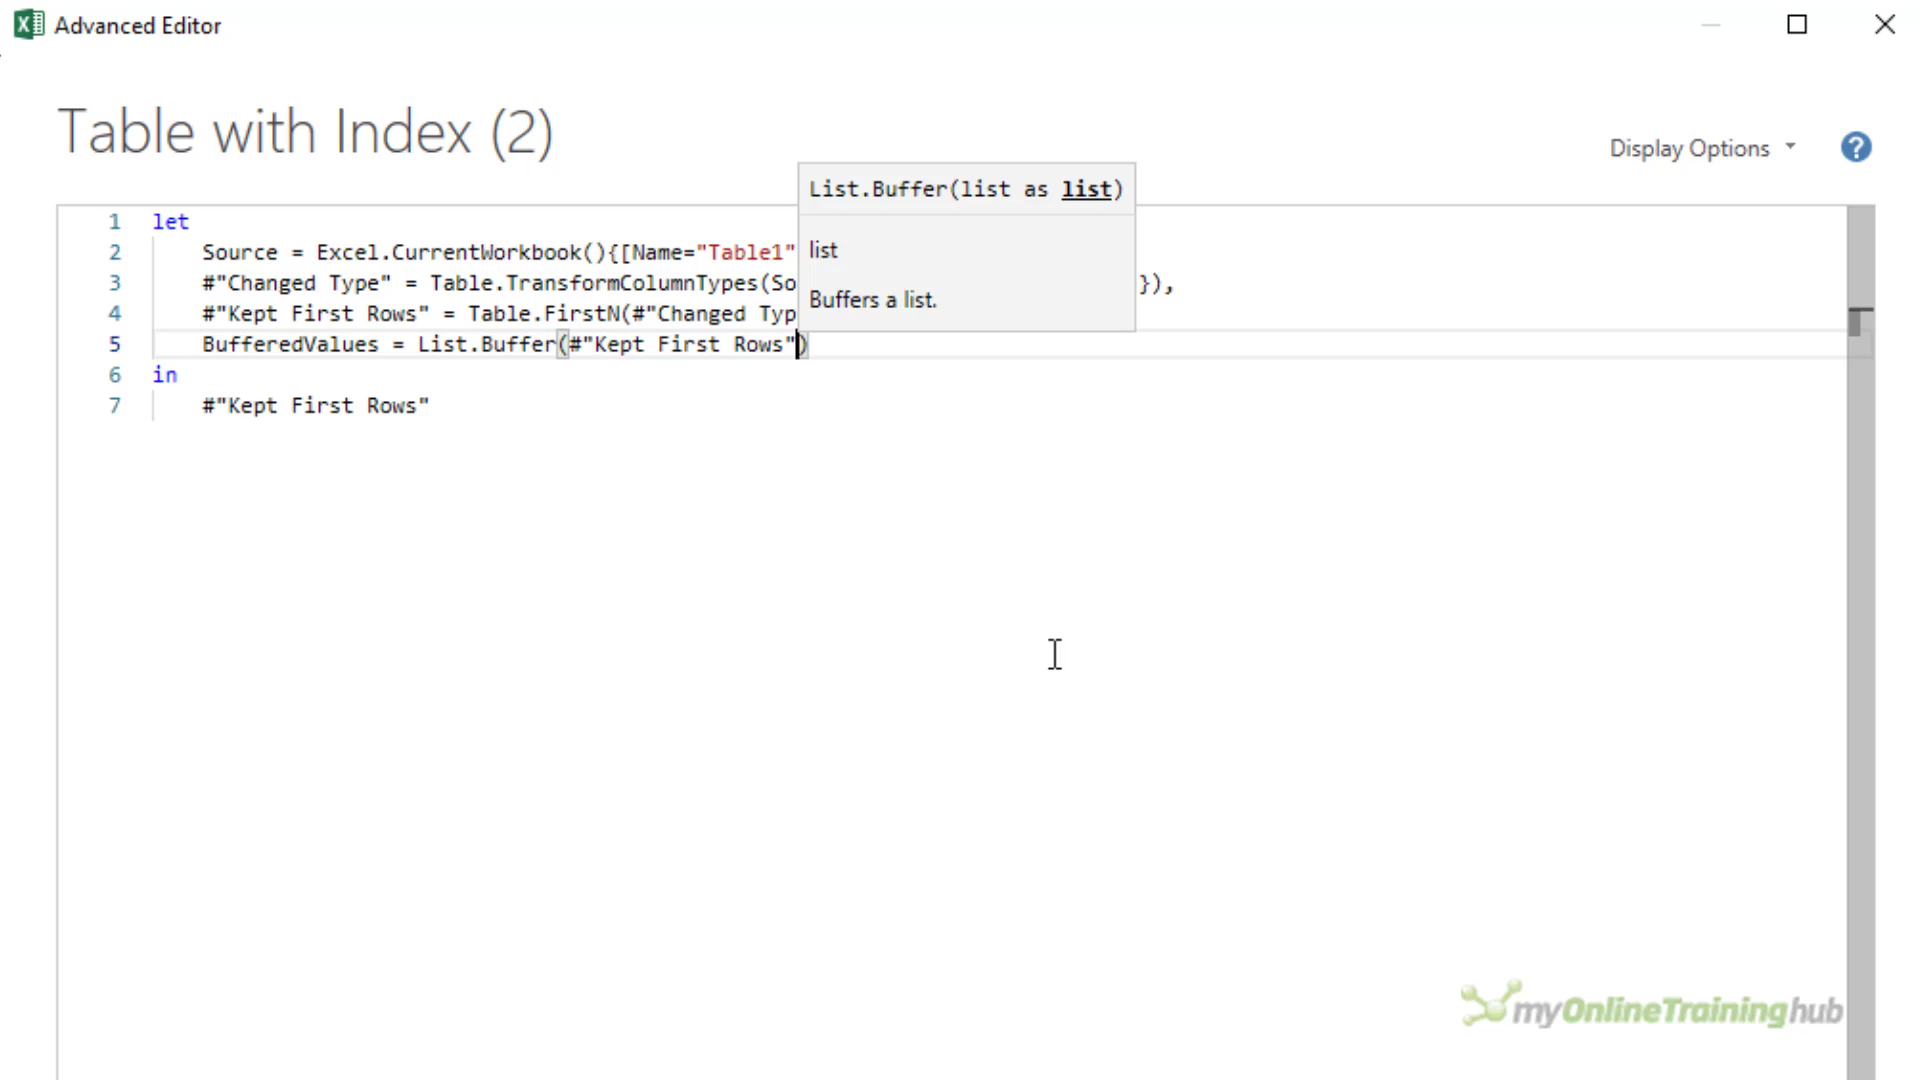 Advanced Editor
Table with Index (2)
Display Options
?
List.Buffer(list as list)
list
Buffers a list.
1 let
2 Source = Excel.CurrentWorkbook(){[Name="Table1"
3 #"Changed Type" = Table.TransformColumnTypes(So }),
4 #"Kept First Rows" = Table.FirstN(#"Changed Typ
5 BufferedValues = List.Buffer(#"Kept First Rows")
6 in
7 #"Kept First Rows"
myOnlineTraininghub